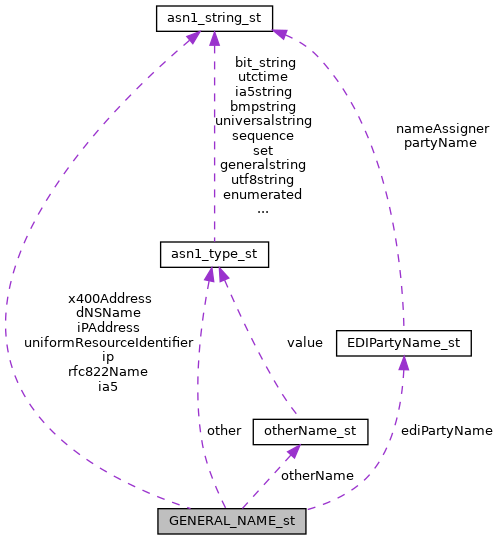 asn1_string_st
bit_string
utctime
ia5string
bmpstring
universalstring
sequence
set
generalstring
utf8string
enumerated
...
nameAssigner
partyName
asn1_type_st
x400Address
dNSName
iPAddress
uniformResourceIdentifier
ip
rfc822Name
ia5
value
EDIPartyName_st
other
otherName_st
ediPartyName
otherName
GENERAL_NAME_st